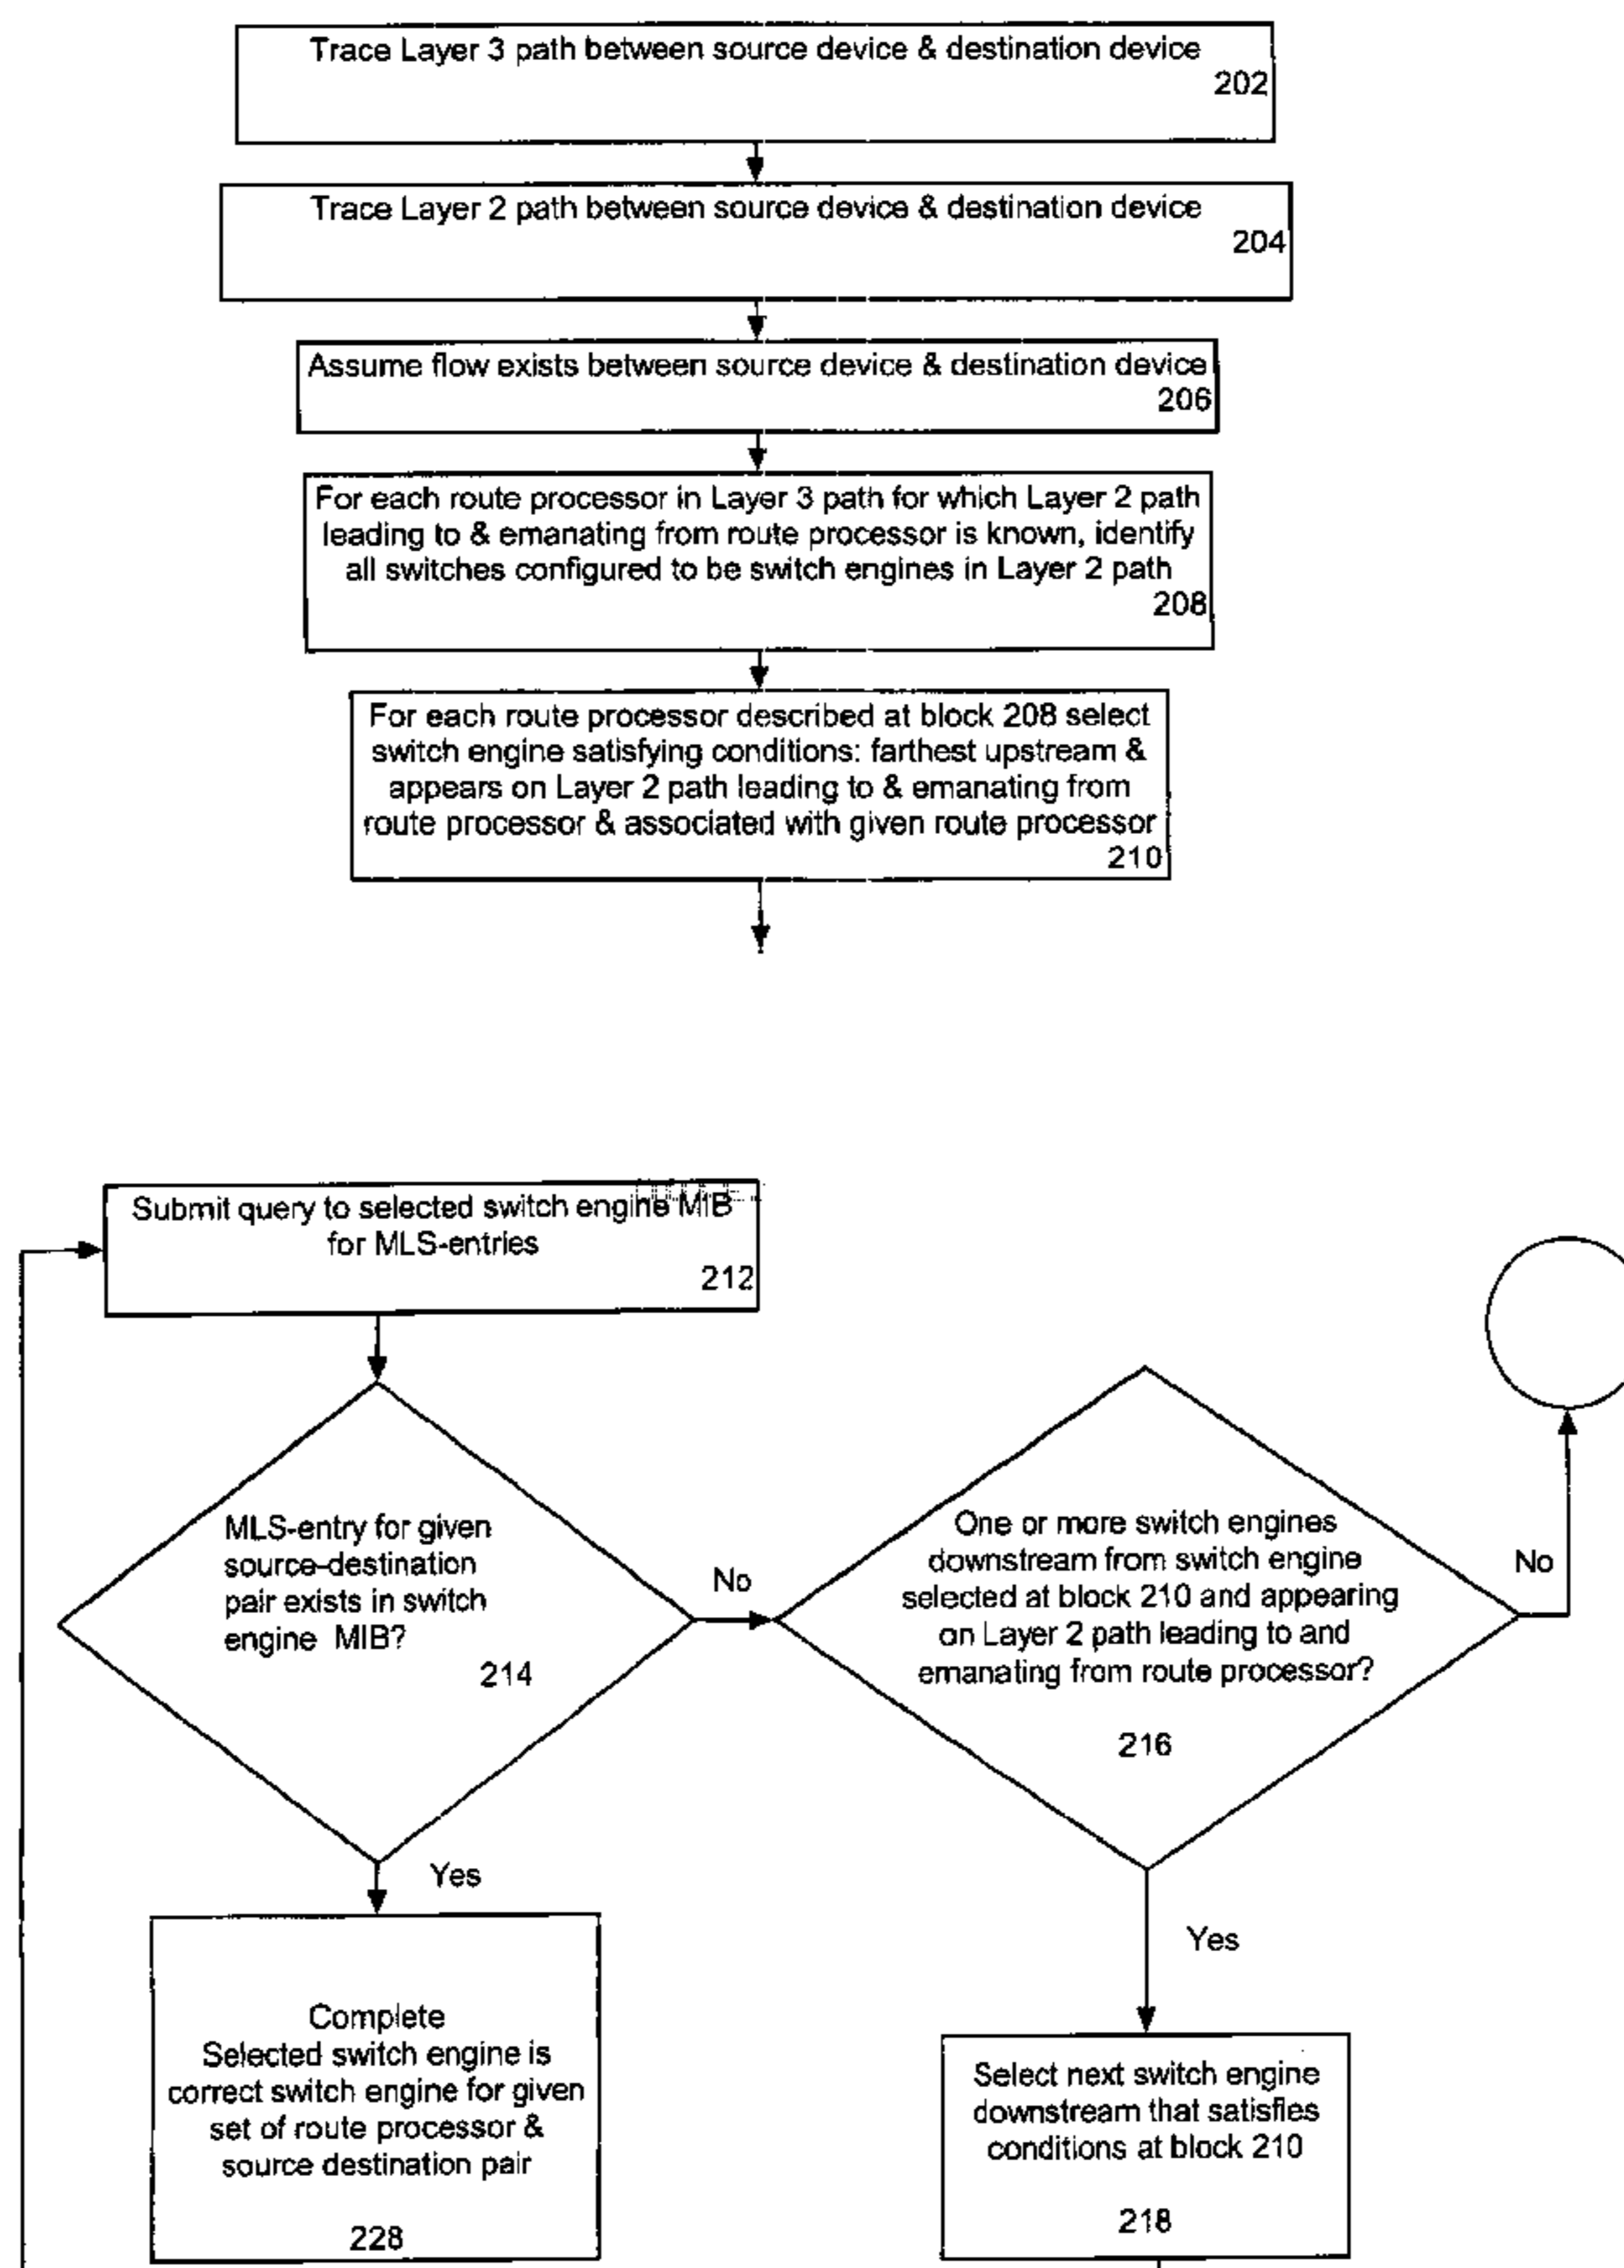 Trace Layer 3 path between source device & destination device
202
Trace Layer 2 path between source device & destination device
204
Assume flow exists between source device & destination device
206
For each route processor in Layer 3 path for which Layer 2 path
leading to & emanating from route processor is known, identify
all switches configured to be switch engines in Layer 2 path
208
For each route processor described at block 208 select
switch engine satisfying conditions: farthest upstream &
appears on Layer 2 path leading to & emanating from
route processor & associated with given route processor
210
Submit query to selected switch engine MIB
for MLS-entries
212
MLS-entry for given
source-destination
pair exists in switch
engine MIB?
214
No
One or more switch engines
downstream from switch engine
selected at block 210 and appearing
on Layer 2 path leading to and
emanating from route processor?
216
No
Yes
Complete
Selected switch engine is
correct switch engine for given
set of route processor &
source destination pair
228
Yes
Select next switch engine
downstream that satisfies
conditions at block 210
218